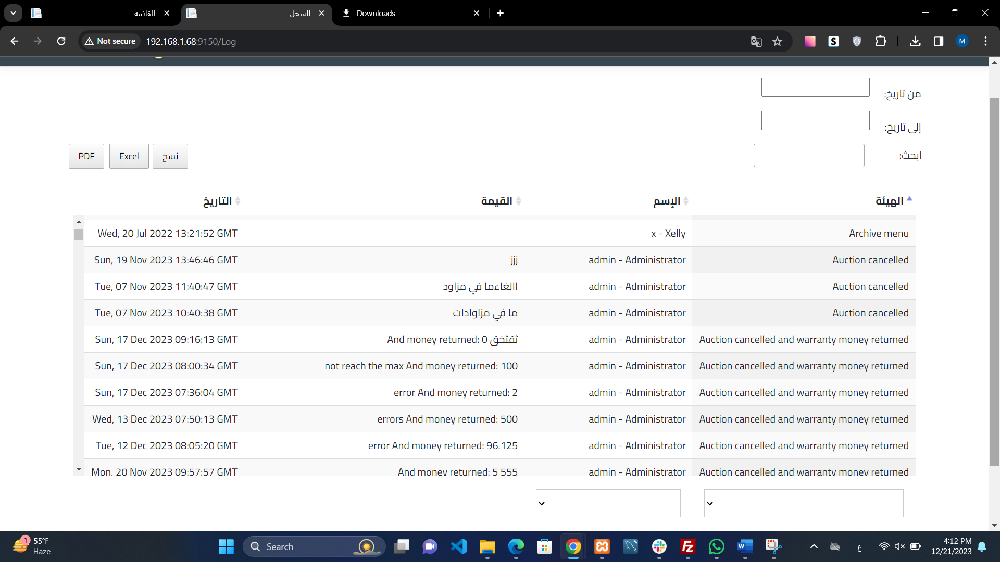 القائمة
السجل
Downloads
Not secure
192.168.1.68:9150/Log
S
M
من تاريخ:
إلى تاريخ:
ابحث:
نسخ
Excel
PDF
الهيئة الإسم القيمة التاريخ
Archive menu x - Xelly Wed, 20 Jul 2022 13:21:52 GMT
Auction cancelled admin - Administrator ززز Sun, 19 Nov 2023 13:46:46 GMT
Auction cancelled admin - Administrator االغاءما في مزاود Tue, 07 Nov 2023 11:40:47 GMT
Auction cancelled admin - Administrator ما في مزاوادات Tue, 07 Nov 2023 10:40:38 GMT
Auction cancelled and warranty money returned admin - Administrator ثقثخق And money returned: 0 Sun, 17 Dec 2023 09:16:13 GMT
Auction cancelled and warranty money returned admin - Administrator not reach the max And money returned: 100 Sun, 17 Dec 2023 08:00:34 GMT
Auction cancelled and warranty money returned admin - Administrator error And money returned: 2 Sun, 17 Dec 2023 07:36:04 GMT
Auction cancelled and warranty money returned admin - Administrator errors And money returned: 500 Wed, 13 Dec 2023 07:50:13 GMT
Auction cancelled and warranty money returned admin - Administrator error And money returned: 96.125 Tue, 12 Dec 2023 08:05:20 GMT
Auction cancelled and warranty money returned admin - Administrator And money returned: 5 555 Mon, 20 Nov 2023 09:57:57 GMT
1
55°F
Haze
Search
Fz
W
ع
4:12 PM
12/21/2023